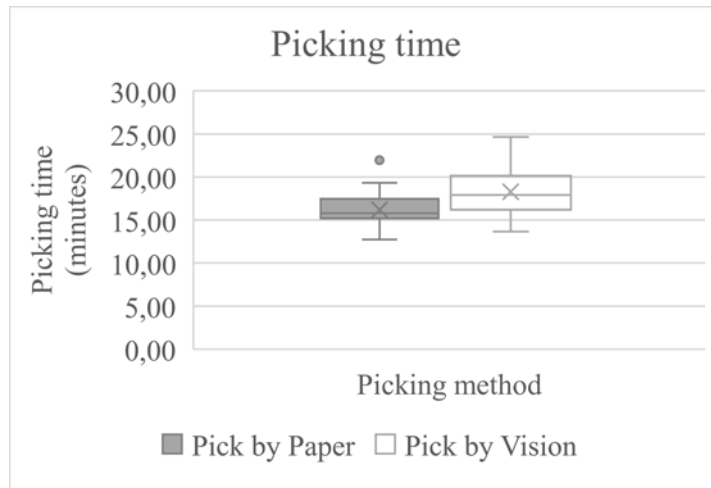 Picking time
30,00
25,00
20,00
15,00
10,00
5,00
0,00
Picking time
(minutes)
Picking method
Pick by Paper Pick by Vision